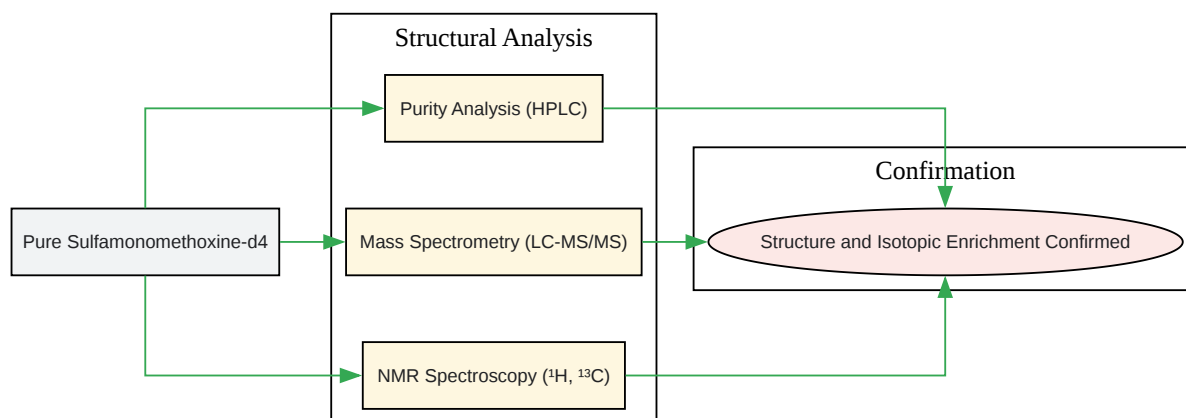 Structural Analysis
Purity Analysis (HPLC)
Confirmation
Pure Sulfamonomethoxine-d4
Mass Spectrometry (LC-MS/MS)
Structure and Isotopic Enrichment Confirmed
NMR Spectroscopy (¹H, ¹³C)